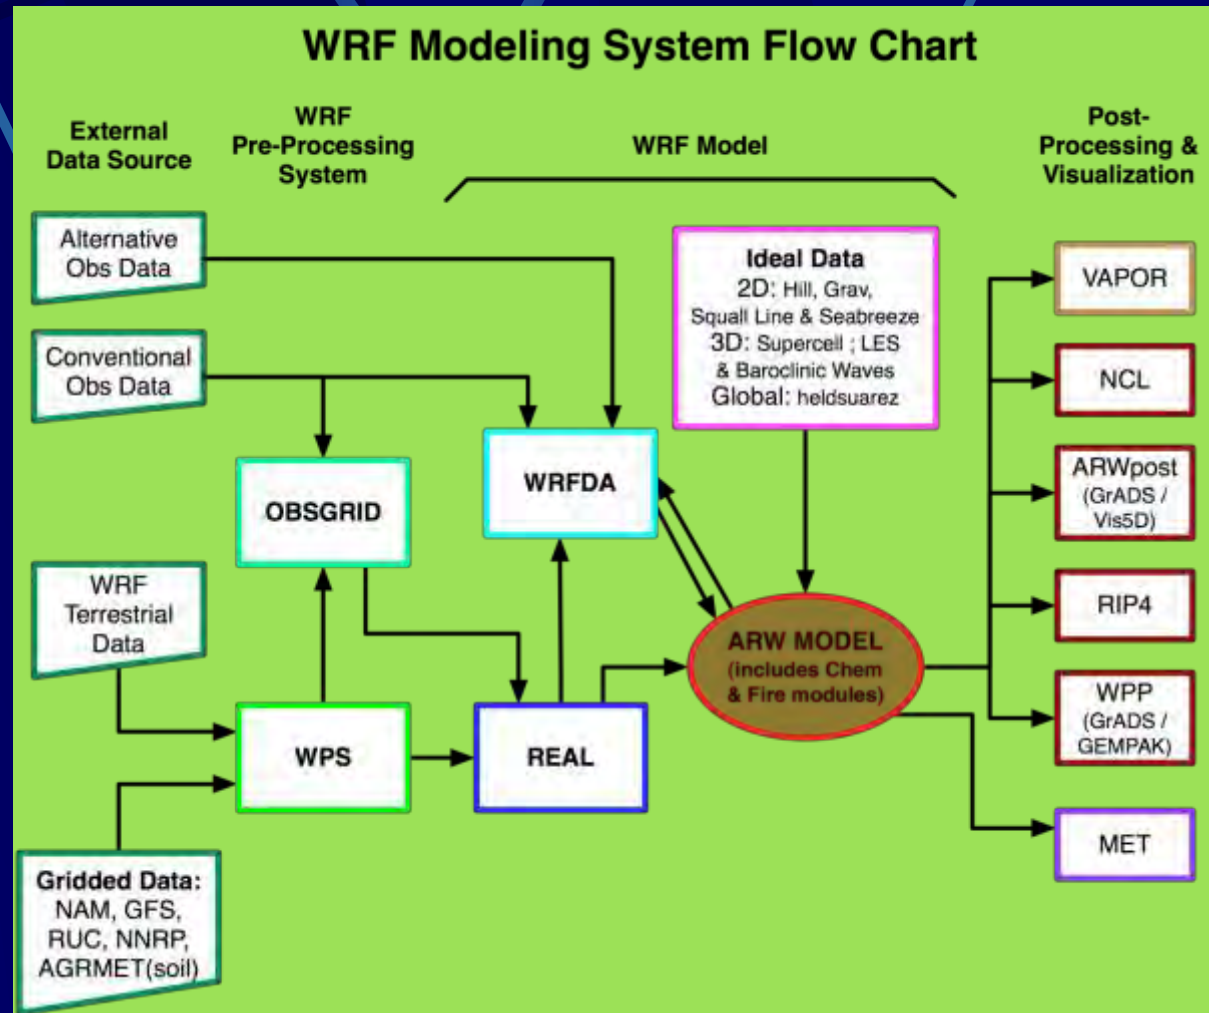 WRF Modeling System Flow Chart
External
Data Source
WRF
Pre-Processing
System
WRF Model
Post-
Processing &
Visualization
Alternative
Obs Data
Conventional
Obs Data
WRF
Terrestrial
Data
Gridded Data:
NAM, GFS,
RUC, NNRP,
AGRMET(soil)
OBSGRID
WPS
WRFDA
REAL
Ideal Data
2D: Hill, Grav,
Squall Line & Seabreeze
3D: Supercell ; LES
& Baroclinic Waves
Global: heldsuarez
ARW MODEL
(includes Chem
& Fire modules)
VAPOR
NCL
ARWpost
(GrADS /
Vis5D)
RIP4
WPP
(GrADS /
GEMPAK)
MET